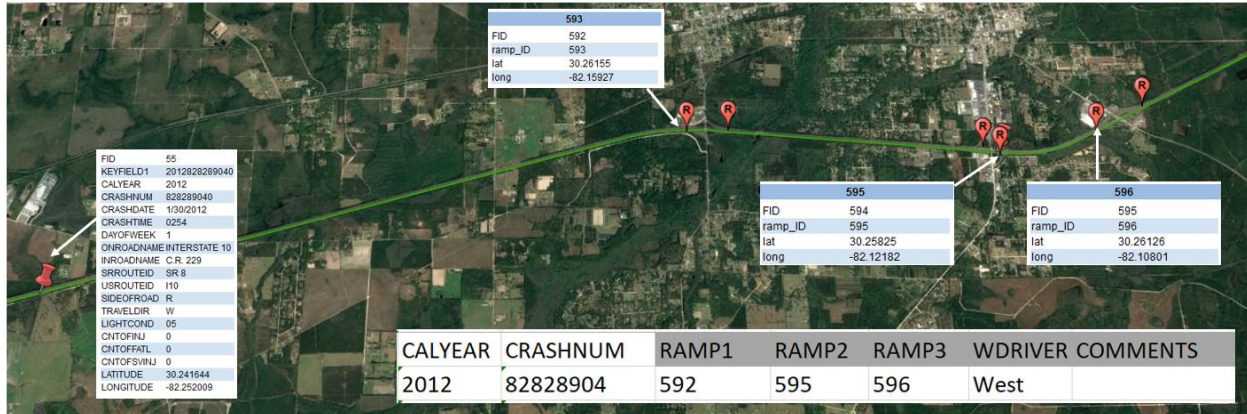 593
FID 592
ramp_ID 593
lat 30.26155
long -82.15927
R R R R R R
FID 55
KEYFIELD1 2012828289040
CALYEAR 2012
CRASHNUM 828289040
CRASHDATE 1/30/2012
CRASHTIME 0254
DAYOFWEEK 1
ONROADNAME INTERSTATE 10
INROADNAME C.R. 229
SRROUTEID SR 8
USROUTEID I10
SIDEOFROAD R
TRAVELDIR W
LIGHTCOND 05
CNTOFINJ 0
CNTOFFATL 0
CNTOFSVINJ 0
LATITUDE 30.241644
LONGITUDE -82.252009
595
FID 594
ramp_ID 595
lat 30.25825
long -82.12182
596
FID 595
ramp_ID 596
lat 30.26126
long -82.10801
CALYEAR CRASHNUM RAMP1 RAMP2 RAMP3 WDRIVER COMMENTS
2012 82828904 592 595 596 West